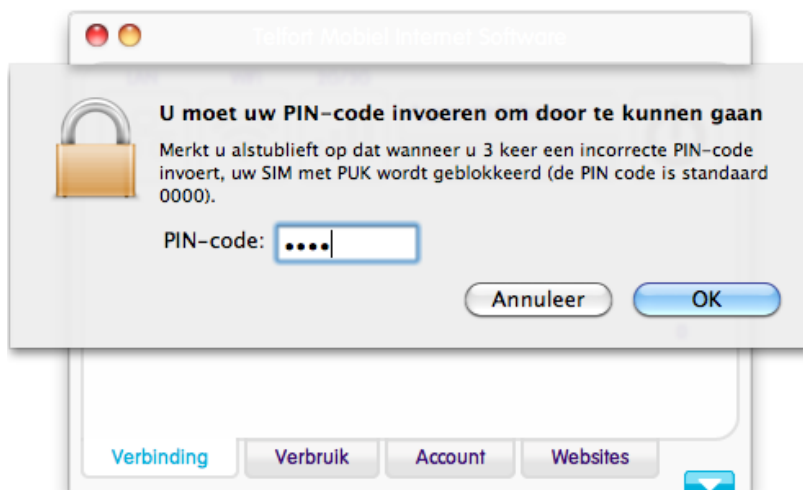 Telfort Mobiel Internet Software
U moet uw PIN-code invoeren om door te kunnen gaan
Merkt u alstublieft op dat wanneer u 3 keer een incorrecte PIN-code
invoert, uw SIM met PUK wordt geblokkeerd (de PIN code is standaard
0000).
PIN-code: ••••
Annuleer OK
Verbinding Verbruik Account Websites